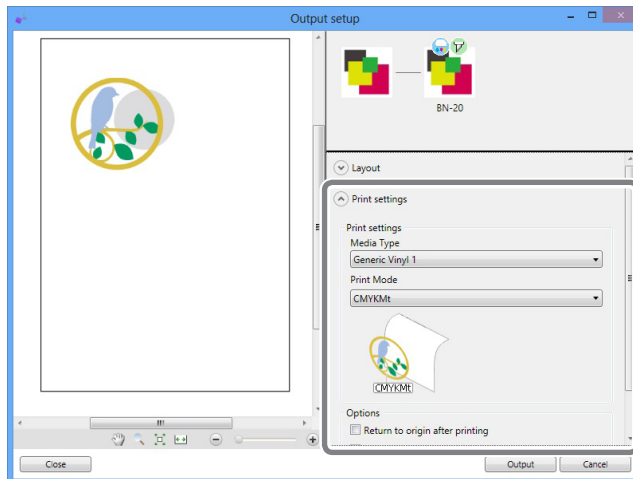 Output setup
BN-20
Layout
Print settings
Print settings
Media Type
Generic Vinyl 1
Print Mode
CMYKMt
CMYKMt
Options
Return to origin after printing
Close
Output
Cancel